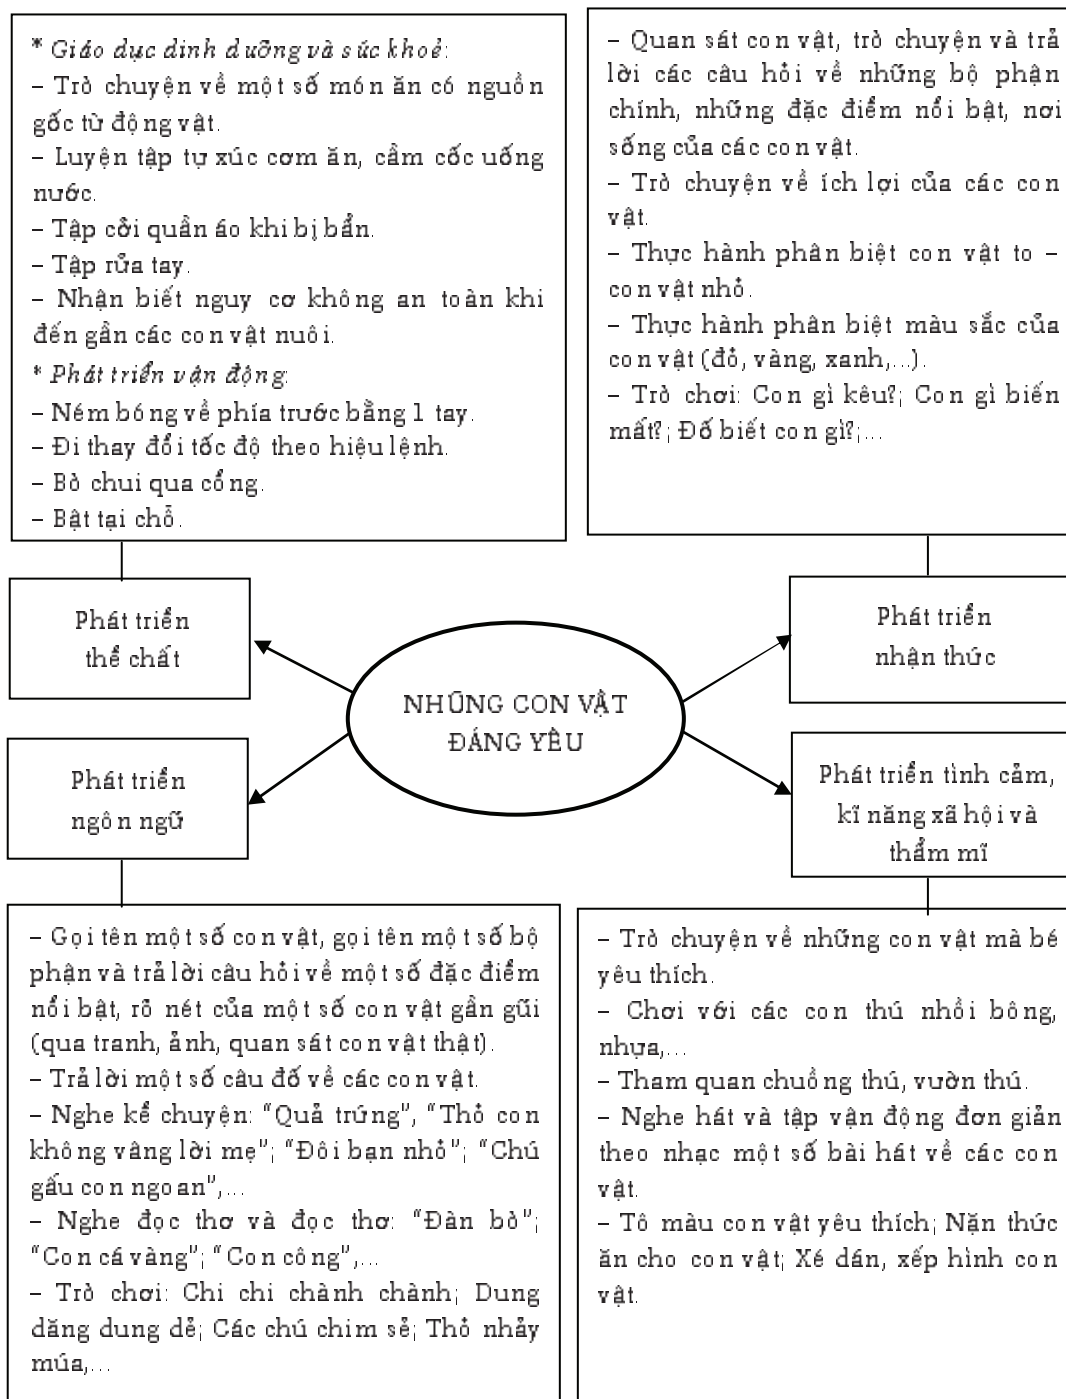 * Giáo dục dinh dưỡng và sức khoẻ:
– Trò chuyện về một số món ăn có nguồn
gốc từ động vật.
– Luyện tập tự xúc cơm ăn, cầm cốc uống
nước.
– Tập cởi quần áo khi bị bẩn.
– Tập rửa tay.
– Nhận biết nguy cơ không an toàn khi
đến gần các con vật nuôi.
* Phát triển vận động:
– Ném bóng về phía trước bằng 1 tay.
– Đi thay đổi tốc độ theo hiệu lệnh.
– Bò chui qua cổng.
– Bật tại chỗ.
– Quan sát con vật, trò chuyện và trả
lời các câu hỏi về những bộ phận
chính, những đặc điểm nổi bật, nơi
sống của các con vật.
– Trò chuyện về ích lợi của các con
vật.
– Thực hành phân biệt con vật to –
con vật nhỏ.
– Thực hành phân biệt màu sắc của
con vật (đỏ, vàng, xanh,...).
– Trò chơi: Con gì kêu?; Con gì biến
mất?; Đố biết con gì?;...
Phát triển
thể chất
Phát triển
nhận thức
NHỮNG CON VẬT
ĐÁNG YÊU
Phát triển
ngôn ngữ
Phát triển tình cảm,
kĩ năng xã hội và
thẩm mĩ
– Gọi tên một số con vật, gọi tên một số bộ
phận và trả lời câu hỏi về một số đặc điểm
nổi bật, rõ nét của một số con vật gần gũi
(qua tranh, ảnh, quan sát con vật thật).
– Trả lời một số câu đố về các con vật.
– Nghe kể chuyện: “Quả trứng”, “Thỏ con
không vâng lời mẹ”; “Đôi bạn nhỏ”; “Chú
gấu con ngoan”,...
– Nghe đọc thơ và đọc thơ: “Đàn bò”;
“Con cá vàng”; “Con công”,...
– Trò chơi: Chi chi chành chành; Dung
dăng dung dẻ; Các chú chim sẻ; Thỏ nhảy
múa,...
– Trò chuyện về những con vật mà bé
yêu thích.
– Chơi với các con thú nhồi bông,
nhựa,...
– Tham quan chuồng thú, vườn thú.
– Nghe hát và tập vận động đơn giản
theo nhạc một số bài hát về các con
vật.
– Tô màu con vật yêu thích; Nặn thức
ăn cho con vật; Xé dán, xếp hình con
vật.